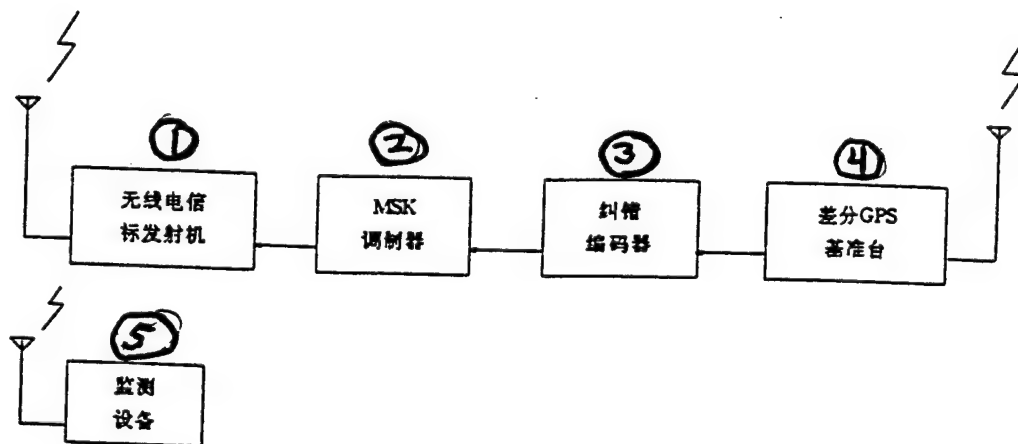 ①
无线电信
标发射机
②
MSK
调制器
③
纠错
编码器
④
差分GPS
基准台
⑤
监测
设备